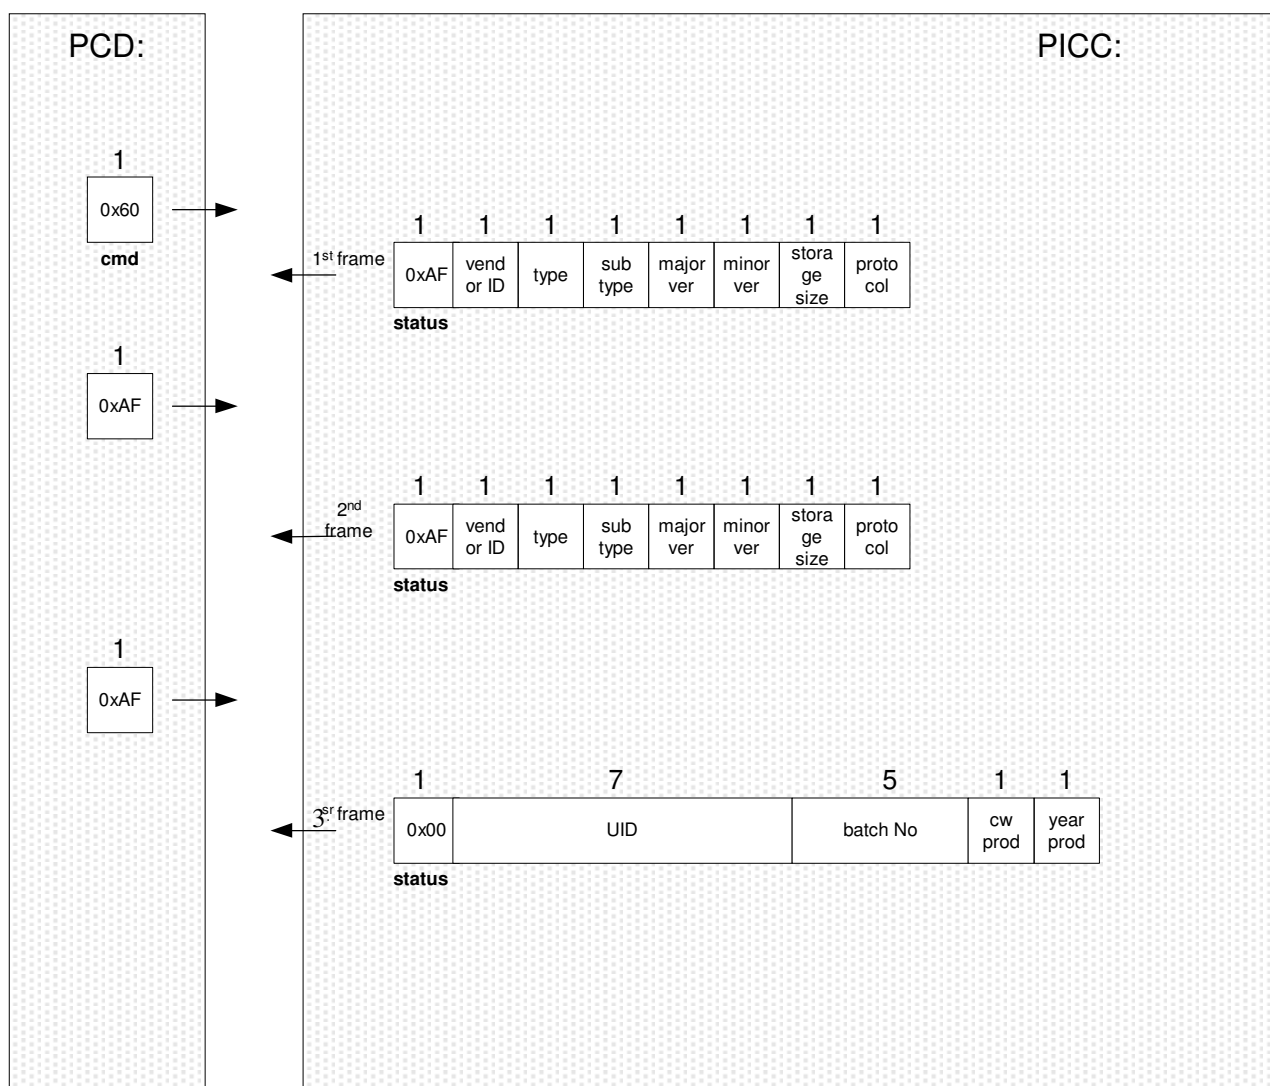 PCD:
PICC:
1
0x60
cmd
1 1 1 1 1 1 1 1
1st frame
0xAF
vend
or ID
type
sub
type
major
ver
minor
ver
stora
ge
size
proto
col
status
1
0xAF
1 1 1 1 1 1 1 1
2nd
frame
0xAF
vend
or ID
type
sub
type
major
ver
minor
ver
stora
ge
size
proto
col
status
1
0xAF
1 7 5 1 1
3.sr frame
0x00
UID
batch No
cw
prod
year
prod
status